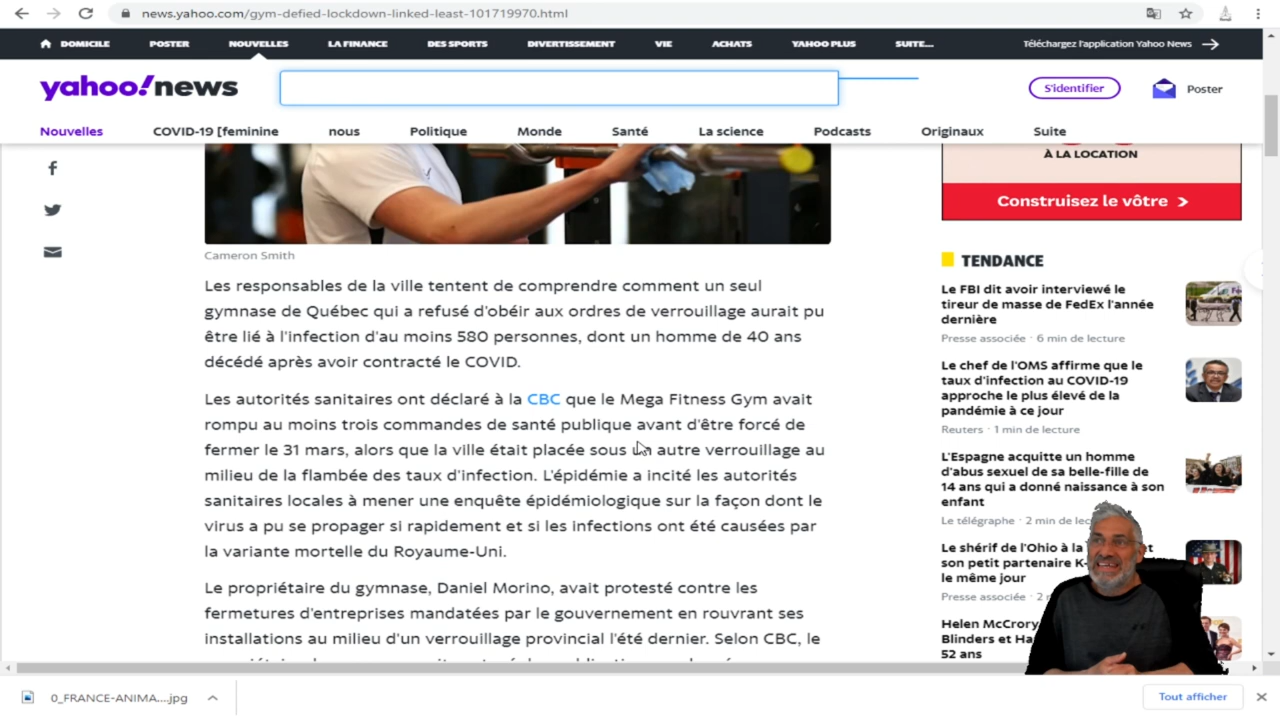 news.yahoo.com/gym-defied-lockdown-linked-least-101719970.html
DOMICILE POSTER NOUVELLES LA FINANCE DES SPORTS DIVERTISSEMENT VIE ACHATS YAHOO PLUS SUITE... Téléchargez l'application Yahoo News
yahoo!news
S'identifier
Poster
Nouvelles COVID-19 [feminine nous Politique Monde Santé La science Podcasts Originaux Suite
Cameron Smith
Les responsables de la ville tentent de comprendre comment un seul
gymnase de Québec qui a refusé d'obéir aux ordres de verrouillage aurait pu
être lié à l'infection d'au moins 580 personnes, dont un homme de 40 ans
décédé après avoir contracté le COVID.
Les autorités sanitaires ont déclaré à la CBC que le Mega Fitness Gym avait
rompu au moins trois commandes de santé publique avant d'être forcé de
fermer le 31 mars, alors que la ville était placée sous un autre verrouillage au
milieu de la flambée des taux d'infection. L'épidémie a incité les autorités
sanitaires locales à mener une enquête épidémiologique sur la façon dont le
virus a pu se propager si rapidement et si les infections ont été causées par
la variante mortelle du Royaume-Uni.
Le propriétaire du gymnase, Daniel Morino, avait protesté contre les
fermetures d'entreprises mandatées par le gouvernement en rouvrant ses
installations au milieu d'un verrouillage provincial l'été dernier. Selon CBC, le
À LA LOCATION
Construisez le vôtre >
TENDANCE
Le FBI dit avoir interviewé le
tireur de masse de FedEx l'année
dernière
Presse associée · 6 min de lecture
Le chef de l'OMS affirme que le
taux d'infection au COVID-19
approche le plus élevé de la
pandémie à ce jour
Reuters · 1 min de lecture
L'Espagne acquitte un homme
d'abus sexuel de sa belle-fille de
14 ans qui a donné naissance à son
enfant
Le télégraphe · 2 min de
Le shérif de l'Ohio à la et
son petit partenaire
le même jour
Presse associée · 2
Helen McCrory
Blinders et
52 ans
0_FRANCE-ANIMA....jpg
Tout afficher